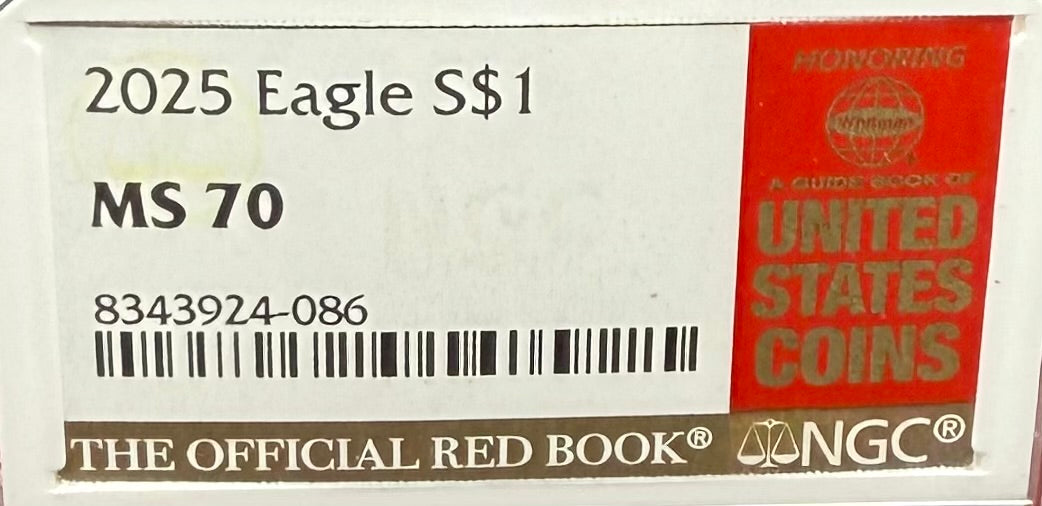 2025 Eagle S$1
MS 70
8343924-086
THE OFFICIAL RED BOOK®
HONORING
Whitman
A GUIDE BOOK OF
UNITED
STATES
COINS
NGC®